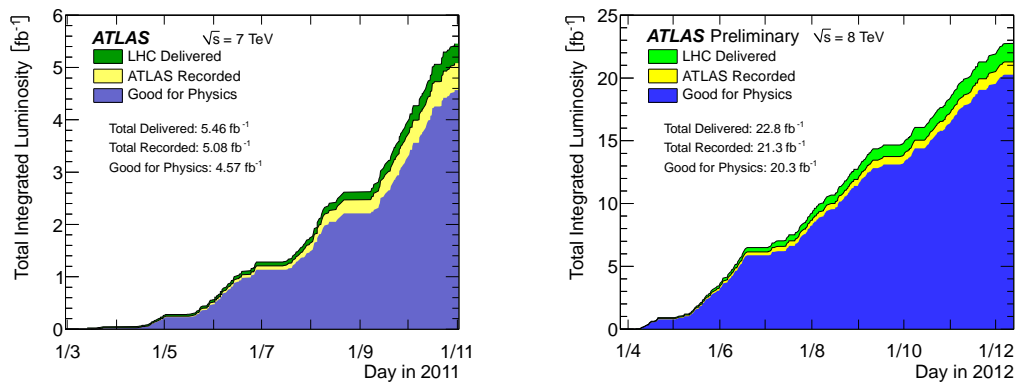 ATLAS √s = 7 TeV
LHC Delivered
ATLAS Recorded
Good for Physics
Total Delivered: 5.46 fb⁻¹
Total Recorded: 5.08 fb⁻¹
Good for Physics: 4.57 fb⁻¹
Total Integrated Luminosity [fb⁻¹]
6
5
4
3
2
1
0
1/3 1/5 1/7 1/9 1/11
Day in 2011
ATLAS Preliminary √s = 8 TeV
LHC Delivered
ATLAS Recorded
Good for Physics
Total Delivered: 22.8 fb⁻¹
Total Recorded: 21.3 fb⁻¹
Good for Physics: 20.3 fb⁻¹
Total Integrated Luminosity [fb⁻¹]
25
20
15
10
5
0
1/4 1/6 1/8 1/10 1/12
Day in 2012